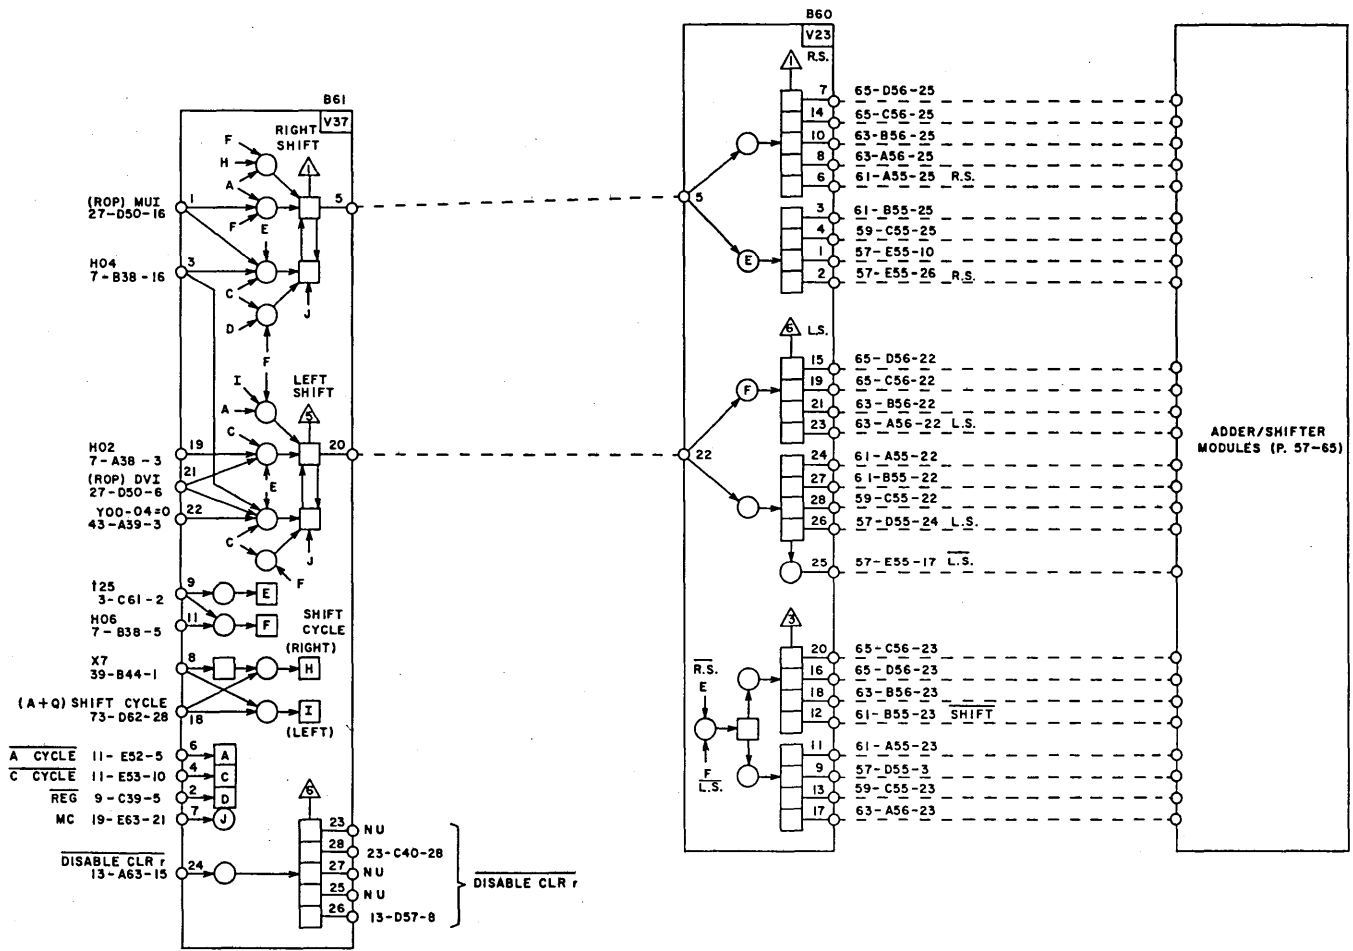 B61
V37
RIGHT
SHIFT
1
F
H
A
F
E
(ROP) MUI
27-D50-16
1
5
H04
7-B38-16
3
C
D
J
F
I
A
LEFT
SHIFT
5
C
H02
7-A38-3
19
20
(ROP) DVI
27-D50-6
21
E
Y00-04=0
43-A39-3
22
C
J
F
t25
3-C61-2
9
E
H06
7-B38-5
11
F
SHIFT
CYCLE
(RIGHT)
X7
39-B44-1
8
H
(A+Q) SHIFT CYCLE
73-D62-28
18
I
(LEFT)
A CYCLE 11-E52-5 6 A
C CYCLE 11-E53-10 4 C
REG 9-C39-5 2 D
MC 19-E63-21 7 J
DISABLE CLR r
13-A63-15
24
6
23 NU
28 23-C40-28
27 NU
25 NU
26 13-D57-8
DISABLE CLR r
B60
V23
1 R.S.
5
E
7 65-D56-25
14 65-C56-25
10 63-B56-25
8 63-A56-25
6 61-A55-25 R.S.
3 61-B55-25
4 59-C55-25
1 57-E55-10
2 57-E55-26 R.S.
6 L.S.
22
F
15 65-D56-22
19 65-C56-22
21 63-B56-22
23 63-A56-22 L.S.
24 61-A55-22
27 61-B55-22
28 59-C55-22
26 57-D55-24 L.S.
25 57-E55-17 L.S.
3
R.S.
E
F
L.S.
20 65-C56-23
16 65-D56-23
18 63-B56-23
12 61-B55-23 SHIFT
11 61-A55-23
9 57-D55-3
13 59-C55-23
17 63-A56-23
ADDER/SHIFTER
MODULES (P. 57-65)